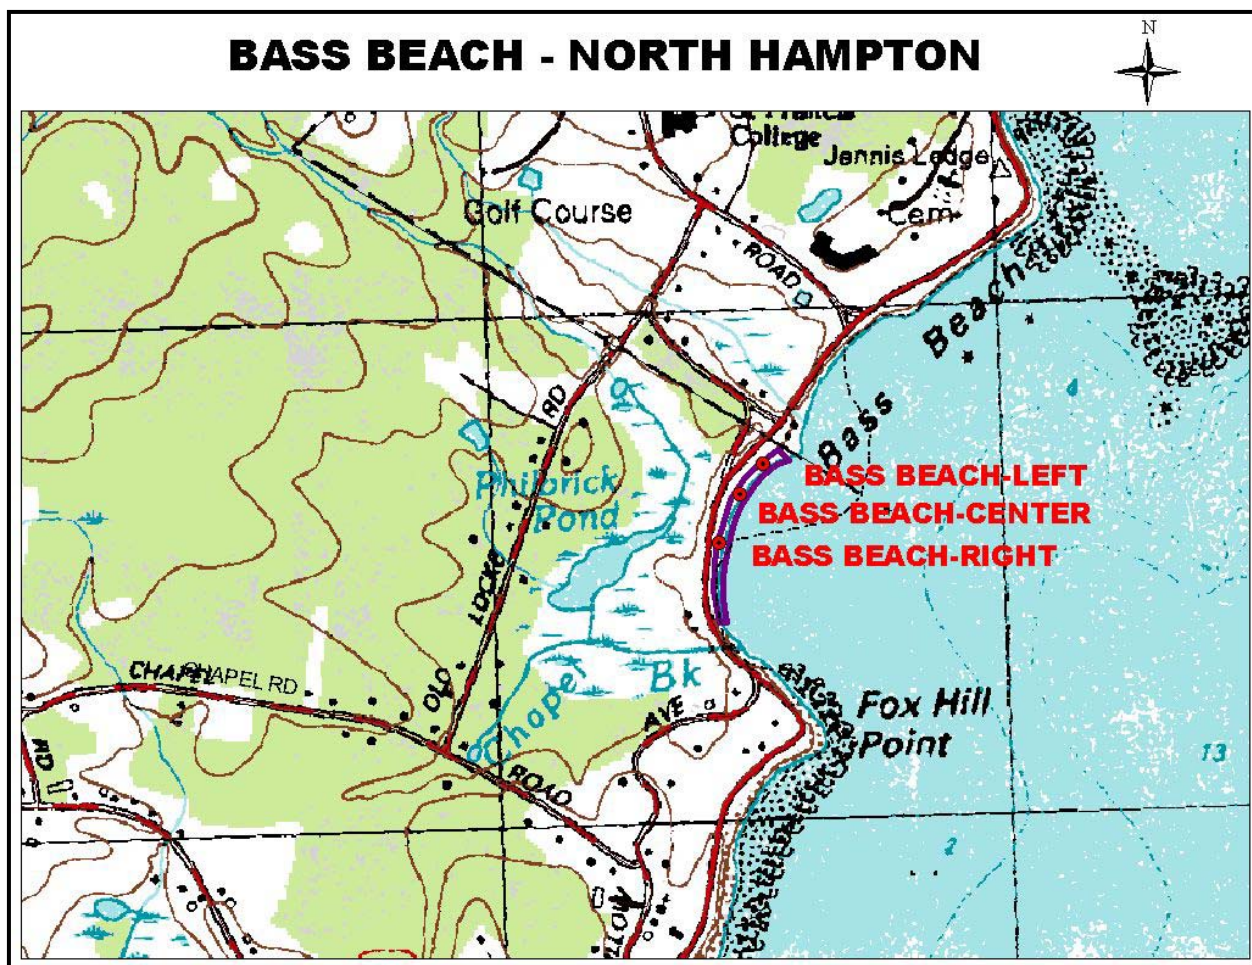 BASS BEACH - NORTH HAMPTON
N
College
Jennis Ledge
Golf Course
Cem
ROAD
Bass Beach
RD
BASS BEACH-LEFT
Philbrick
Pond
BASS BEACH-CENTER
BASS BEACH-RIGHT
LOCKE
OLD
CHAPEL
CHAPEL RD
Chapel
Bk
AVE
Fox Hill
Point
RD
ROAD
4
13
2